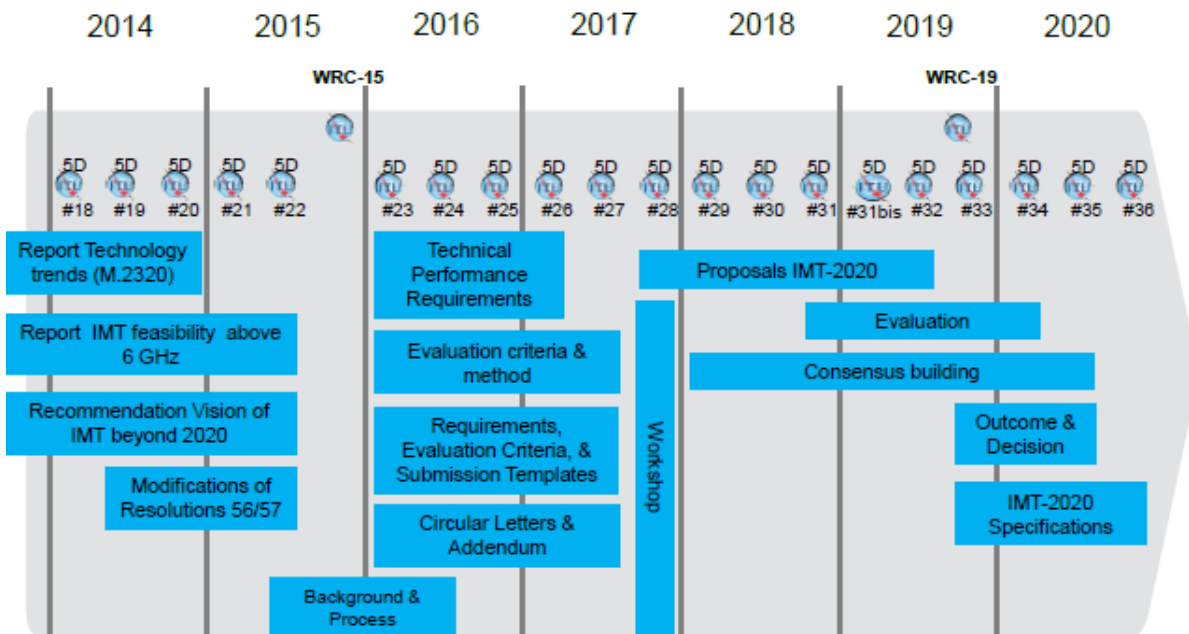 2014 2015 2016 2017 2018 2019 2020
WRC-15 WRC-19
5D 5D 5D 5D 5D 5D 5D 5D 5D 5D 5D 5D 5D 5D 5D 5D 5D 5D 5D 5D
#18 #19 #20 #21 #22 #23 #24 #25 #26 #27 #28 #29 #30 #31 #31bis #32 #33 #34 #35 #36
Report Technology
trends (M.2320)
Technical
Performance
Requirements
Proposals IMT-2020
Report IMT feasibility above
6 GHz
Evaluation criteria &
method
Evaluation
Consensus building
Recommendation Vision of
IMT beyond 2020
Requirements,
Evaluation Criteria, &
Submission Templates
Workshop
Outcome &
Decision
Modifications of
Resolutions 56/57
Circular Letters &
Addendum
IMT-2020
Specifications
Background &
Process